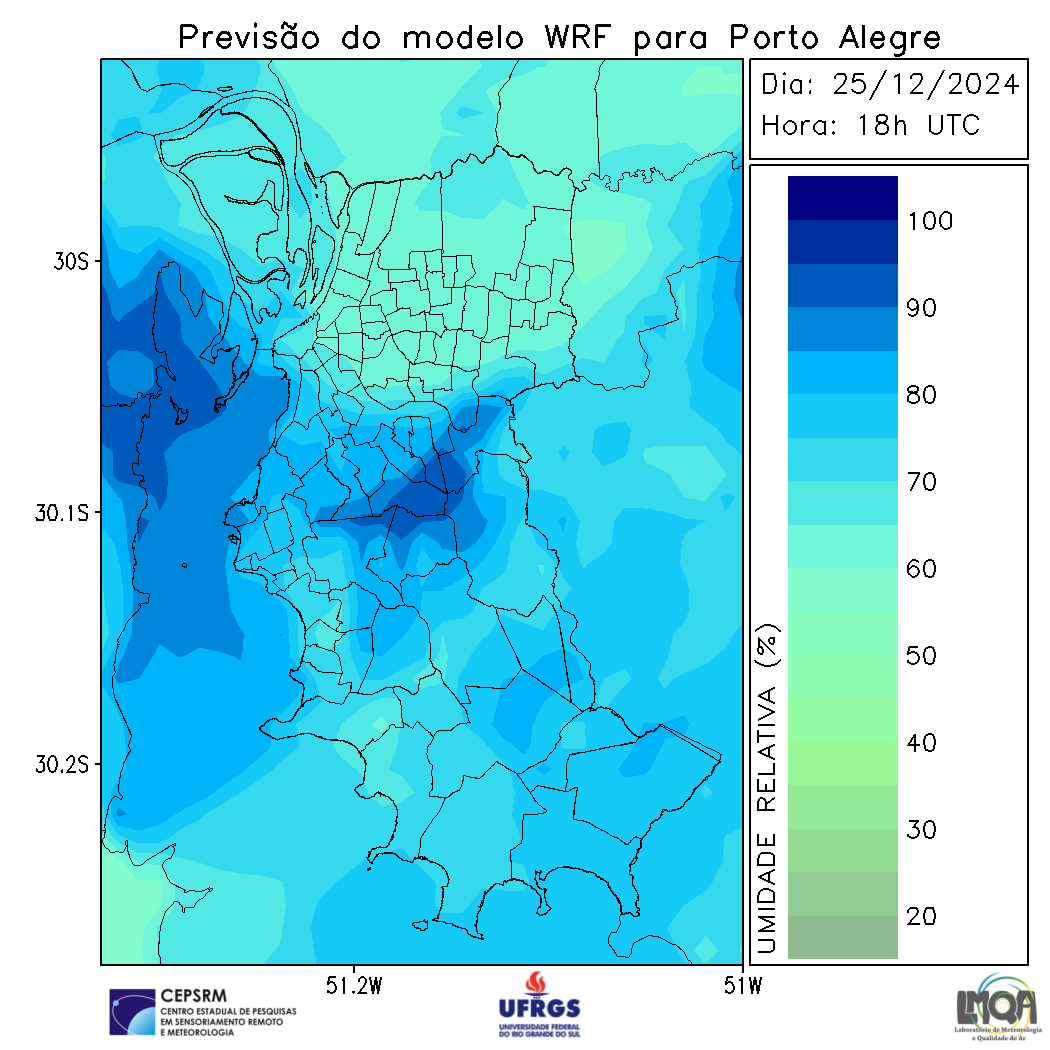 Previsão do modelo WRF para Porto Alegre
Dia: 25/12/2024
Hora: 18h UTC
100
90
80
70
60
50
40
30
20
UMIDADE RELATIVA (%)
30S
30.1S
30.2S
51.2W
51W
CEPSRM
CENTRO ESTADUAL DE PESQUISAS
EM SENSORIAMENTO REMOTO
E METEOROLOGIA
UFRGS
UNIVERSIDADE FEDERAL
DO RIO GRANDE DO SUL
LMQA
Laboratório de Meteorologia
e Qualidade do Ar